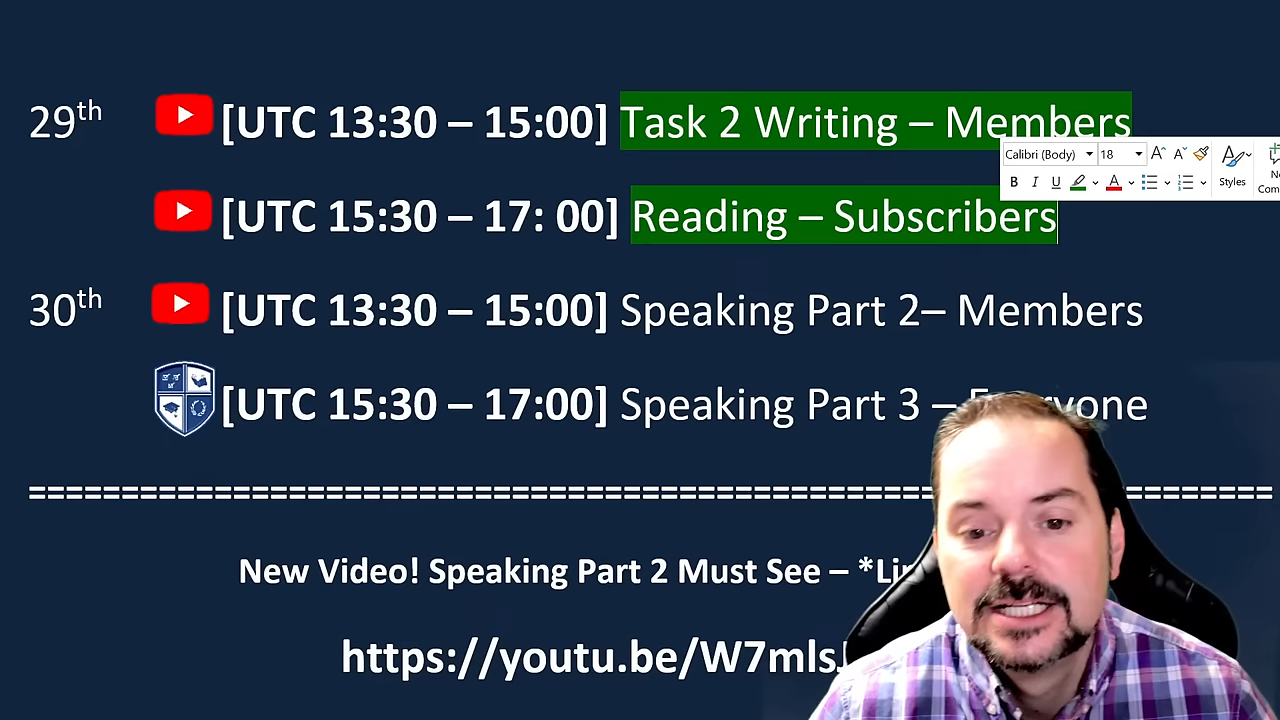 29th [UTC 13:30 – 15:00] Task 2 Writing – Members
Calibri (Body) 18
B I U Styles
[UTC 15:30 – 17: 00] Reading – Subscribers
30th [UTC 13:30 – 15:00] Speaking Part 2– Members
[UTC 15:30 – 17:00] Speaking Part 3 – Everyone
==========================================================================
New Video! Speaking Part 2 Must See –
https://youtu.be/W7mls